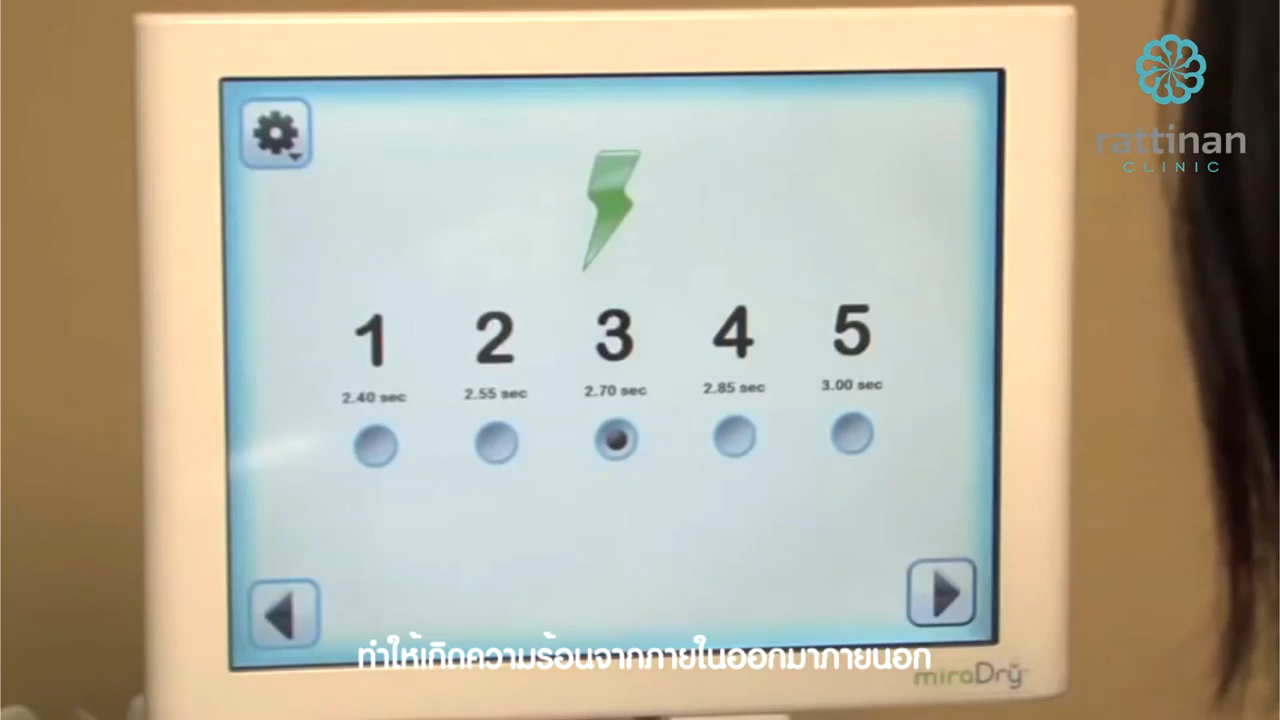 rattinan
CLINIC
1 2 3 4 5
2.40 sec 2.55 sec 2.70 sec 2.85 sec 3.00 sec
ทำให้เกิดความร้อนจากภายในออกมาภายนอก
miraDry